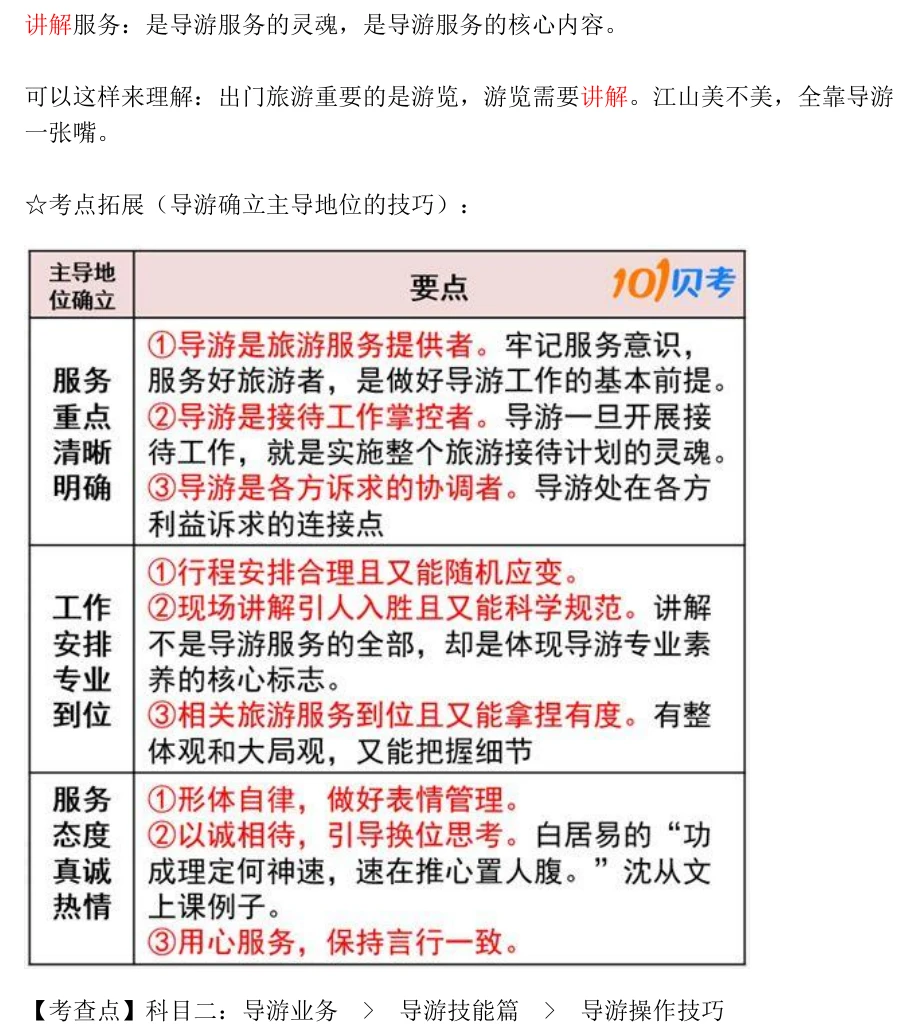 讲解服务：是导游服务的灵魂，是导游服务的核心内容。
可以这样来理解：出门旅游重要的是游览，游览需要讲解。江山美不美，全靠导游
一张嘴。
☆考点拓展（导游确立主导地位的技巧）：
主导地
位确立
要点
101贝考
服务
重点
清晰
明确
①导游是旅游服务提供者。牢记服务意识，
服务好旅游者，是做好导游工作的基本前提。
②导游是接待工作掌控者。导游一旦开展接
待工作，就是实施整个旅游接待计划的灵魂。
③导游是各方诉求的协调者。导游处在各方
利益诉求的连接点
工作
安排
专业
到位
①行程安排合理且又能随机应变。
②现场讲解引人入胜且又能科学规范。讲解
不是导游服务的全部，却是体现导游专业素
养的核心标志。
③相关旅游服务到位且又能拿捏有度。有整
体观和大局观，又能把握细节
服务
态度
真诚
热情
①形体自律，做好表情管理。
②以诚相待，引导换位思考。白居易的“功
成理定何神速，速在推心置人腹。”沈从文
上课例子。
③用心服务，保持言行一致。
【考查点】科目二：导游业务 > 导游技能篇 > 导游操作技巧